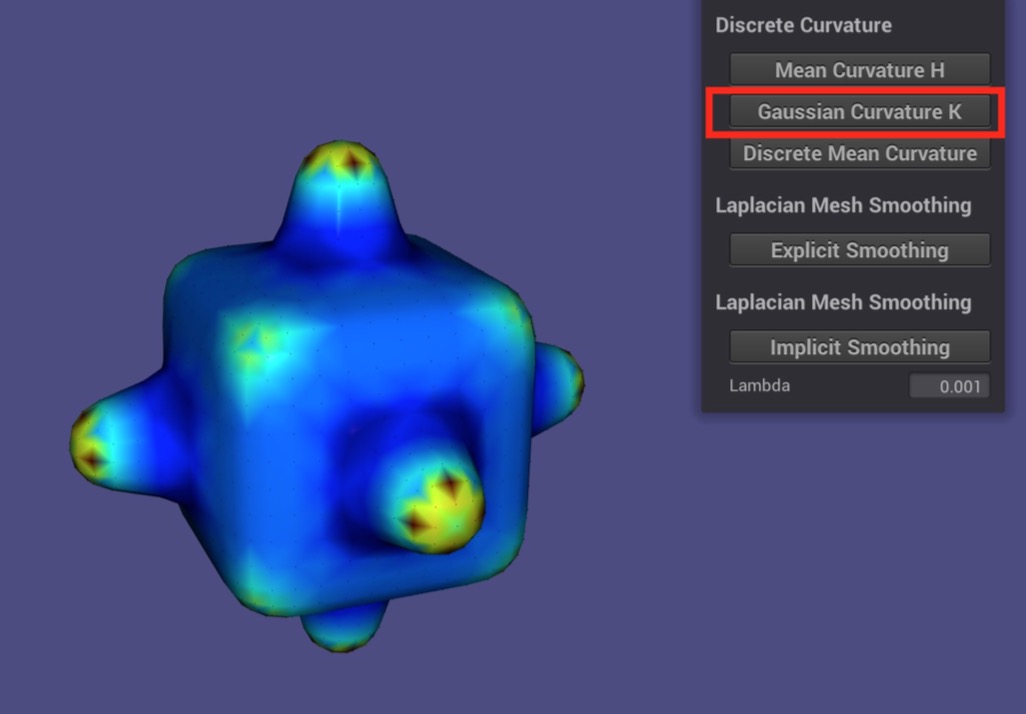 Discrete Curvature
Mean Curvature H
Gaussian Curvature K
Discrete Mean Curvature
Laplacian Mesh Smoothing
Explicit Smoothing
Laplacian Mesh Smoothing
Implicit Smoothing
Lambda 0.001